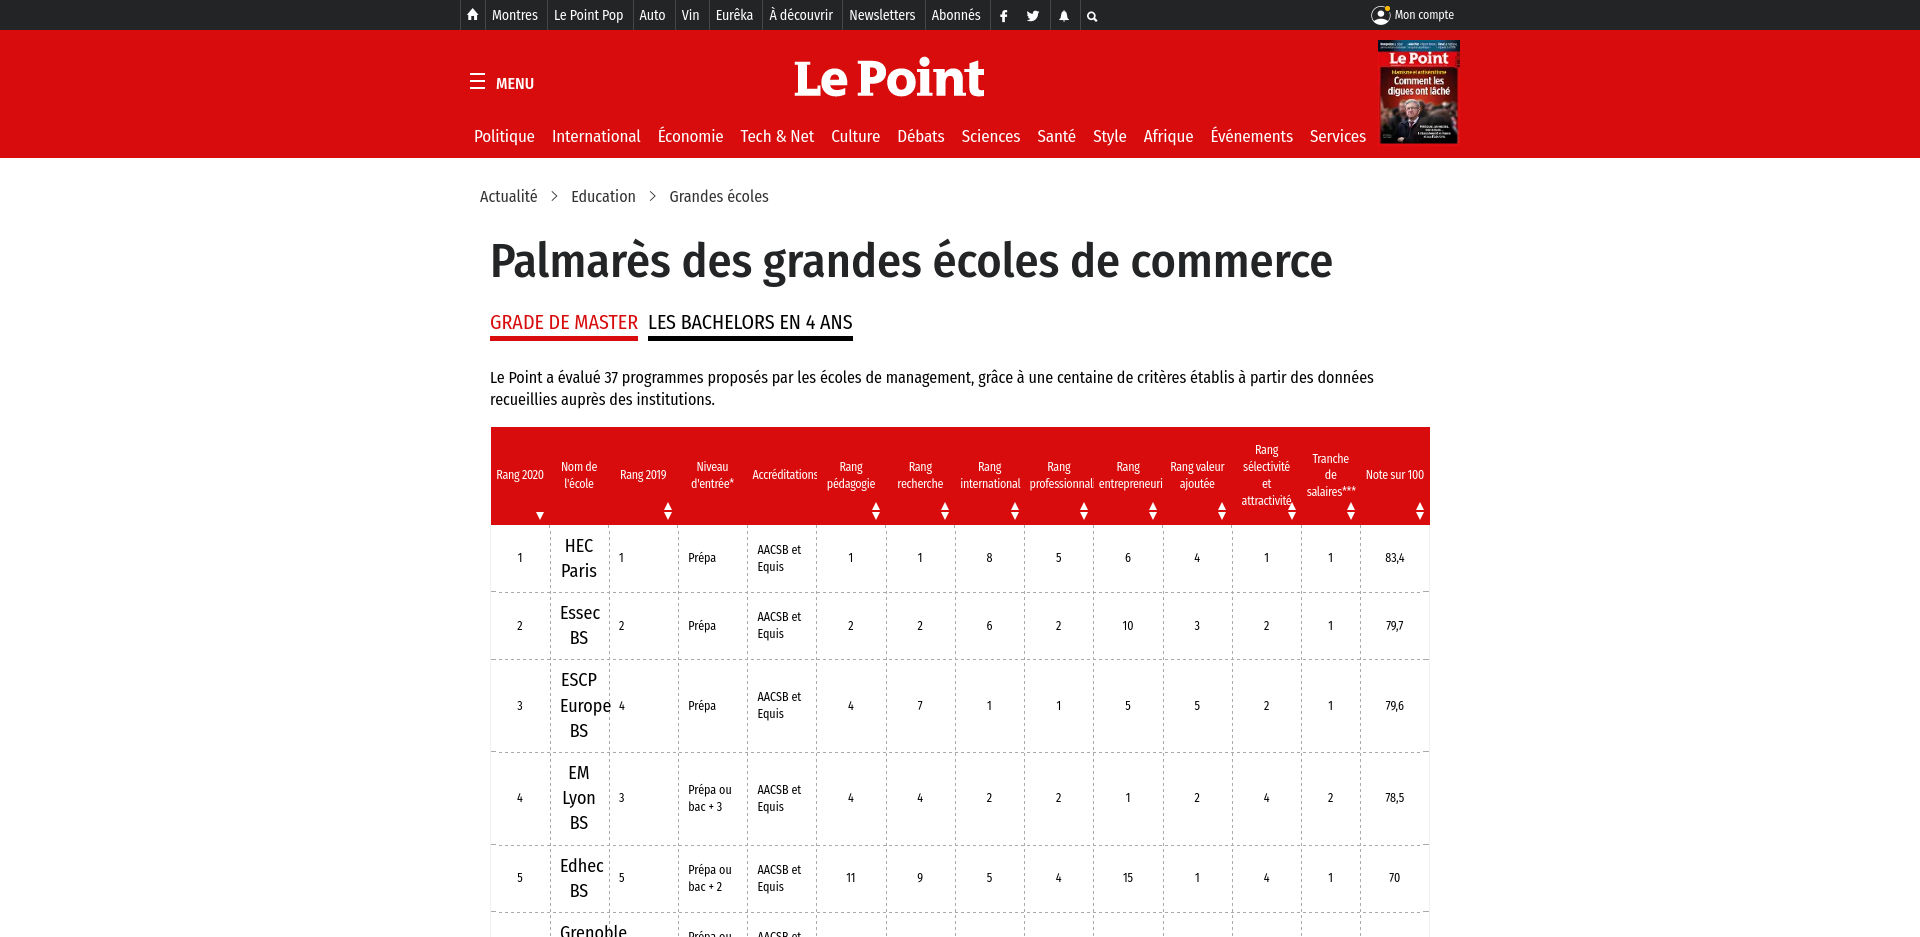 Montres Le Point Pop Auto Vin Eurêka À découvrir Newsletters Abonnés Mon compte
MENU
Le Point
Le Point
Comment les
digues ont lâché
Politique International Économie Tech & Net Culture Débats Sciences Santé Style Afrique Événements Services
Actualité Education Grandes écoles
Palmarès des grandes écoles de commerce
GRADE DE MASTER LES BACHELORS EN 4 ANS
Le Point a évalué 37 programmes proposés par les écoles de management, grâce à une centaine de critères établis à partir des données
recueillies auprès des institutions.
Rang 2020
Nom de
l'école
Rang 2019
Niveau
d'entrée*
Accréditations
Rang
pédagogie
Rang
recherche
Rang
international
Rang
professionnali
Rang
entrepreneuri
Rang valeur
ajoutée
Rang
sélectivité
et
attractivité
Tranche
de
salaires***
Note sur 100
1
HEC
Paris
1
Prépa
AACSB et
Equis
1 1 8 5 6 4 1 1 83,4
2
Essec
BS
2
Prépa
AACSB et
Equis
2 2 6 2 10 3 2 1 79,7
3
ESCP
Europe
BS
4
Prépa
AACSB et
Equis
4 7 1 1 5 5 2 1 79,6
4
EM
Lyon
BS
3
Prépa ou
bac + 3
AACSB et
Equis
4 4 2 2 1 2 4 2 78,5
5
Edhec
BS
5
Prépa ou
bac + 2
AACSB et
Equis
11 9 5 4 15 1 4 1 70
Grenoble
Prépa ou
AACSB et